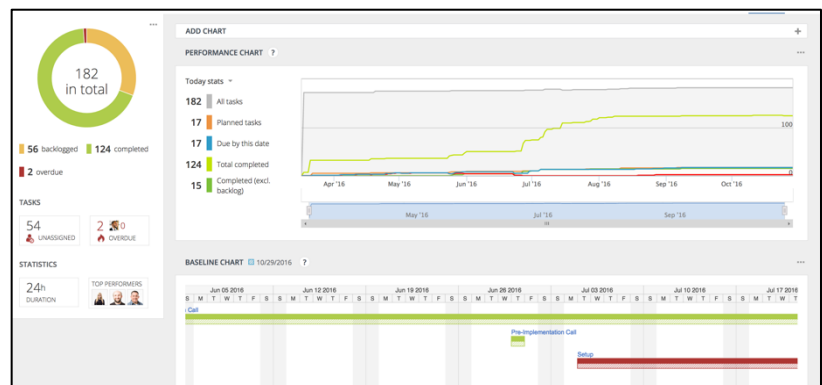 182
in total
56 backlogged 124 completed
2 overdue
TASKS
54
UNASSIGNED
2
OVERDUE
STATISTICS
24h
DURATION
TOP PERFORMERS
ADD CHART +
PERFORMANCE CHART ?
Today stats
182 All tasks
17 Planned tasks
17 Due by this date
124 Total completed
15 Completed (excl.
backlog)
100
0
Apr '16 May '16 Jun '16 Jul '16 Aug '16 Sep '16 Oct '16
May '16 Jul '16 Sep '16
BASELINE CHART 10/29/2016 ?
Jun 05 2016 Jun 12 2016 Jun 19 2016 Jun 26 2016 Jul 03 2016 Jul 10 2016 Jul 17 2016
S M T W T F S S M T W T F S S M T W T F S S M T W T F S S M T W T F S S M T W T F S S M T W T
Call
Pre-Implementation Call
Setup